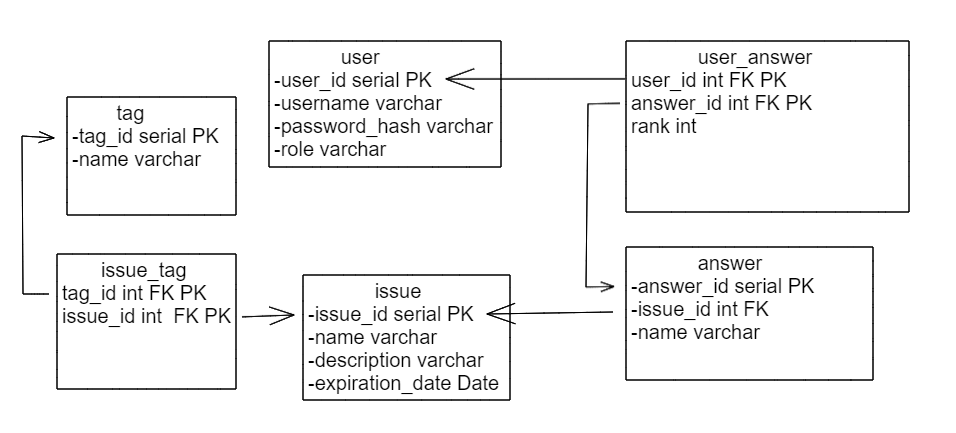 user
-user_id serial PK
-username varchar
-password_hash varchar
-role varchar
user_answer
user_id int FK PK
answer_id int FK PK
rank int
tag
-tag_id serial PK
-name varchar
issue_tag
tag_id int FK PK
issue_id int  FK PK
issue
-issue_id serial PK
-name varchar
-description varchar
-expiration_date Date
answer
-answer_id serial PK
-issue_id int FK
-name varchar